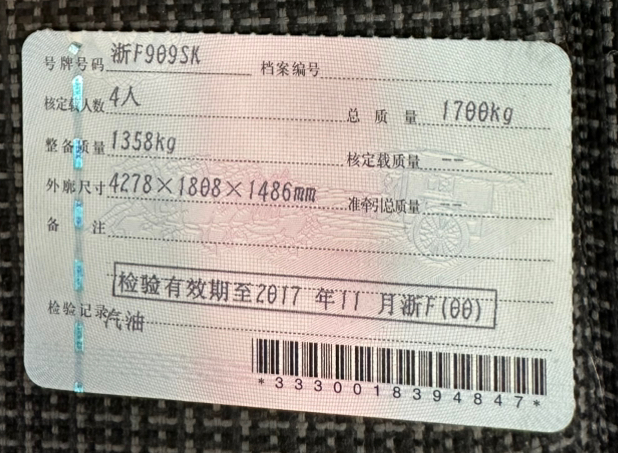 号牌号码 浙F909SK 档案编号
核定载人数 4人 总质量 1700kg
整备质量 1358kg 核定载质量 --
外廓尺寸 4278×1808×1486mm 准牵引总质量 --
备注
检验有效期至2017 年11 月浙F(00)
检验记录 汽油
*3330018394847*